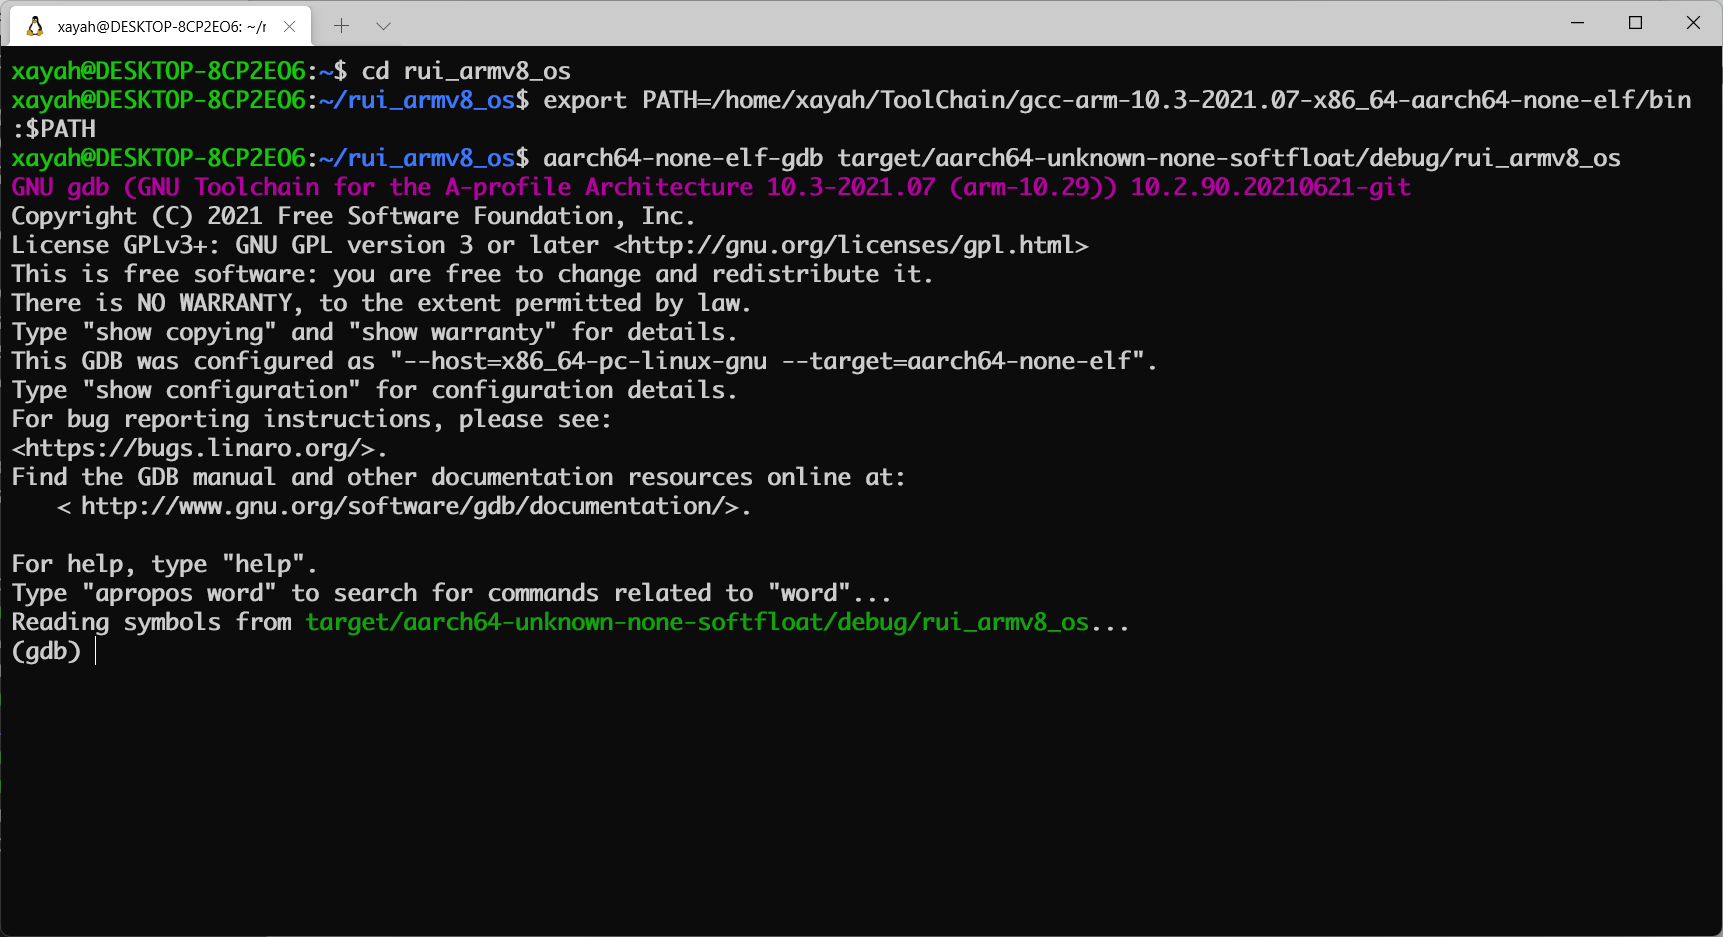 xayah@DESKTOP-8CP2EO6: ~/r
xayah@DESKTOP-8CP2EO6:~$ cd rui_armv8_os
xayah@DESKTOP-8CP2EO6:~/rui_armv8_os$ export PATH=/home/xayah/ToolChain/gcc-arm-10.3-2021.07-x86_64-aarch64-none-elf/bin
:$PATH
xayah@DESKTOP-8CP2EO6:~/rui_armv8_os$ aarch64-none-elf-gdb target/aarch64-unknown-none-softfloat/debug/rui_armv8_os
GNU gdb (GNU Toolchain for the A-profile Architecture 10.3-2021.07 (arm-10.29)) 10.2.90.20210621-git
Copyright (C) 2021 Free Software Foundation, Inc.
License GPLv3+: GNU GPL version 3 or later <http://gnu.org/licenses/gpl.html>
This is free software: you are free to change and redistribute it.
There is NO WARRANTY, to the extent permitted by law.
Type "show copying" and "show warranty" for details.
This GDB was configured as "--host=x86_64-pc-linux-gnu --target=aarch64-none-elf".
Type "show configuration" for configuration details.
For bug reporting instructions, please see:
<https://bugs.linaro.org/>.
Find the GDB manual and other documentation resources online at:
    <http://www.gnu.org/software/gdb/documentation/>.
For help, type "help".
Type "apropos word" to search for commands related to "word"...
Reading symbols from target/aarch64-unknown-none-softfloat/debug/rui_armv8_os...
(gdb)